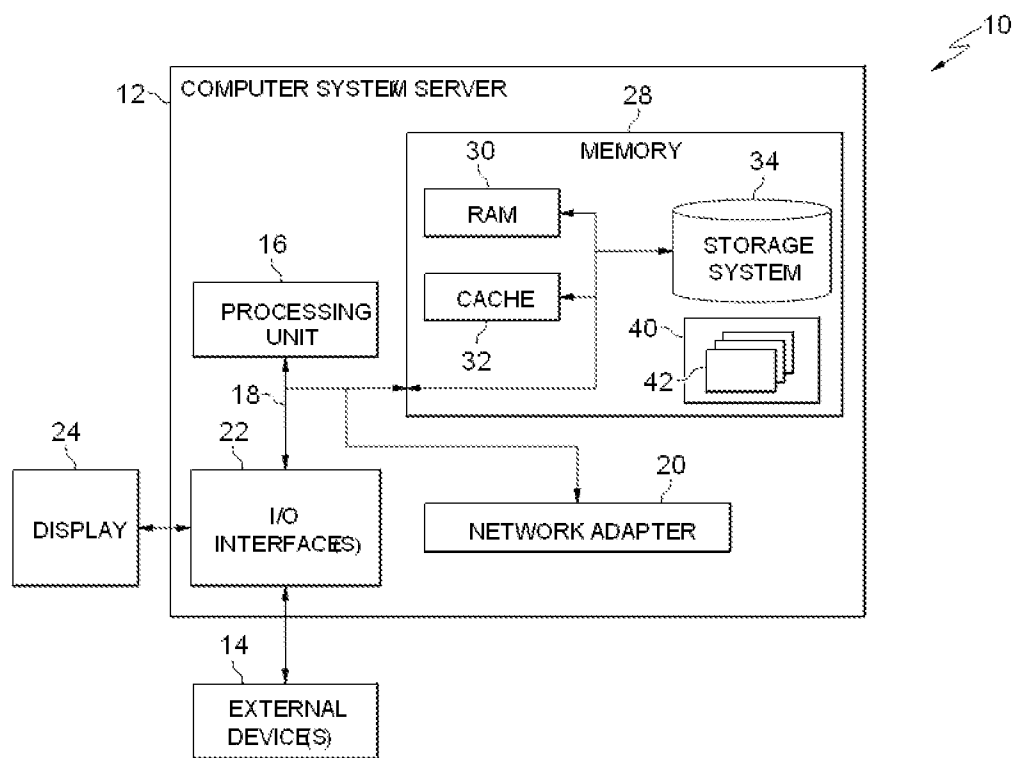 10
12
COMPUTER SYSTEM SERVER
28
MEMORY
30
RAM
34
STORAGE
SYSTEM
16
PROCESSING
UNIT
CACHE
32
40
42
18
24
22
20
DISPLAY
I/O
INTERFACE(S)
NETWORK ADAPTER
14
EXTERNAL
DEVICE(S)